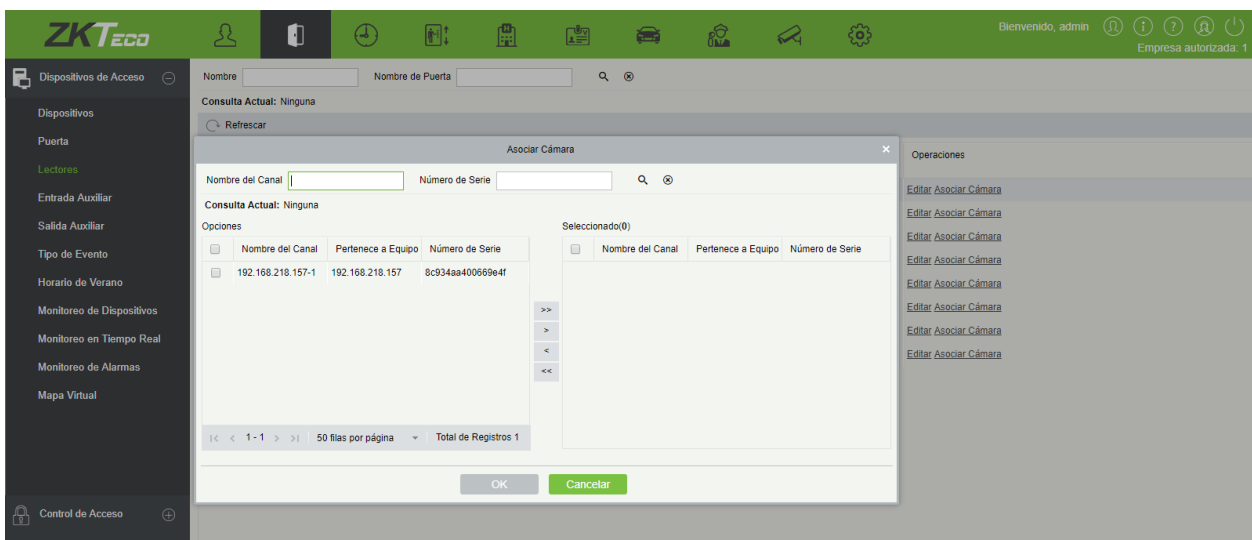 ZKTeco
Bienvenido, admin
Empresa autorizada: 1
Dispositivos de Acceso
Dispositivos
Puerta
Lectores
Entrada Auxiliar
Salida Auxiliar
Tipo de Evento
Horario de Verano
Monitoreo de Dispositivos
Monitoreo en Tiempo Real
Monitoreo de Alarmas
Mapa Virtual
Control de Acceso
Nombre Nombre de Puerta
Consulta Actual: Ninguna
Refrescar
Asociar Cámara
Nombre del Canal Número de Serie
Consulta Actual: Ninguna
Opciones Seleccionado(0)
Nombre del Canal Pertenece a Equipo Número de Serie Nombre del Canal Pertenece a Equipo Número de Serie
192.168.218.157-1 192.168.218.157 8c934aa400669e4f
>>
>
<
<<
|< < 1 - 1 > >| 50 filas por página Total de Registros 1
OK Cancelar
Operaciones
Editar Asociar Cámara
Editar Asociar Cámara
Editar Asociar Cámara
Editar Asociar Cámara
Editar Asociar Cámara
Editar Asociar Cámara
Editar Asociar Cámara
Editar Asociar Cámara